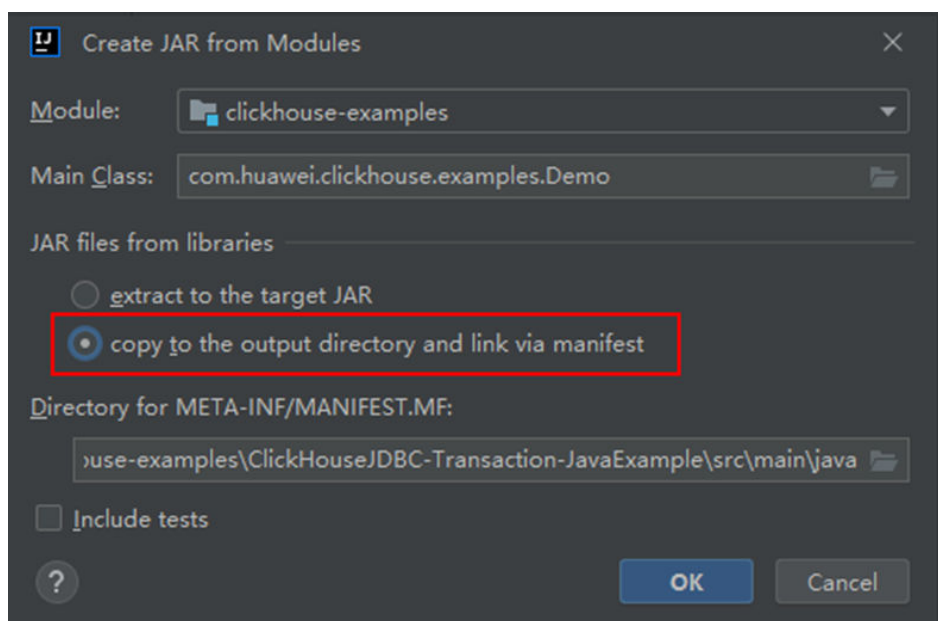 IJ Create JAR from Modules
Module: clickhouse-examples
Main Class: com.huawei.clickhouse.examples.Demo
JAR files from libraries
extract to the target JAR
copy to the output directory and link via manifest
Directory for META-INF/MANIFEST.MF:
use-examples\ClickHouseJDBC-Transaction-JavaExample\src\main\java
Include tests
? OK Cancel